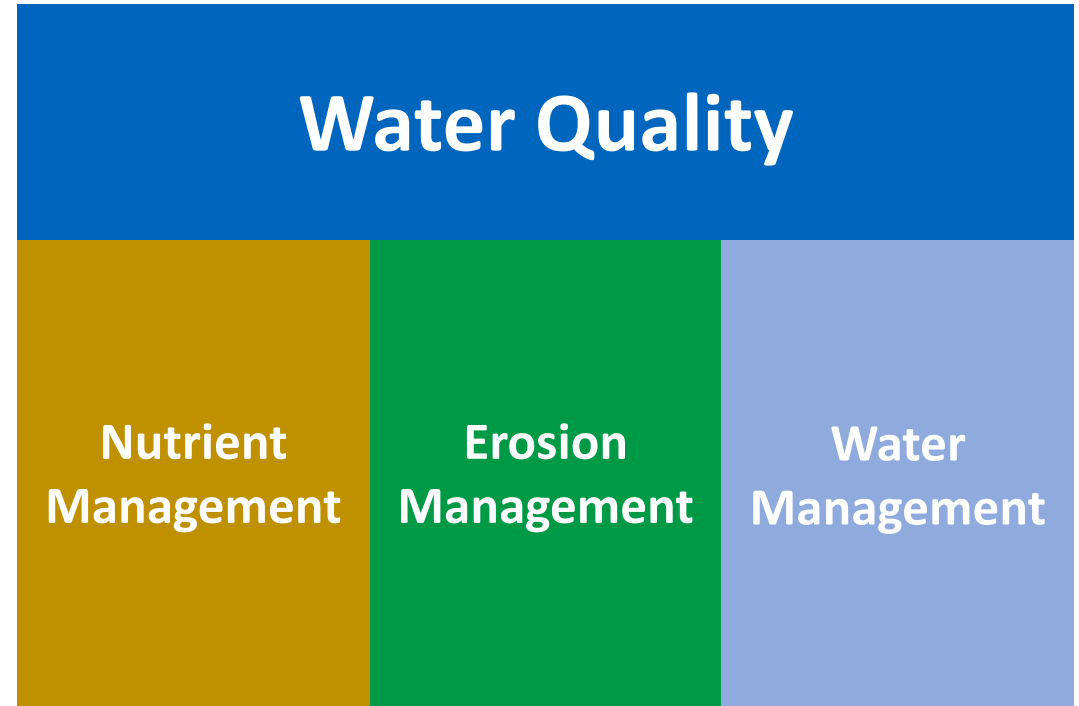 Water Quality
Nutrient
Management
Erosion
Management
Water
Management